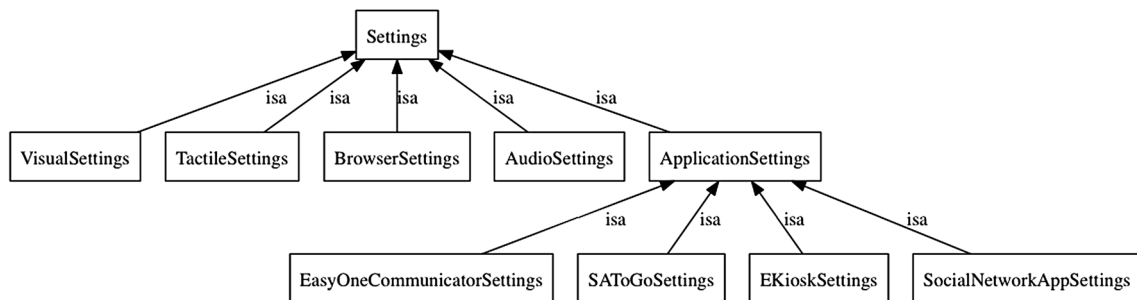 Settings
isa isa isa isa isa
VisualSettings TactileSettings BrowserSettings AudioSettings ApplicationSettings
isa isa isa isa
EasyOneCommunicatorSettings SAToGoSettings EKioskSettings SocialNetworkAppSettings